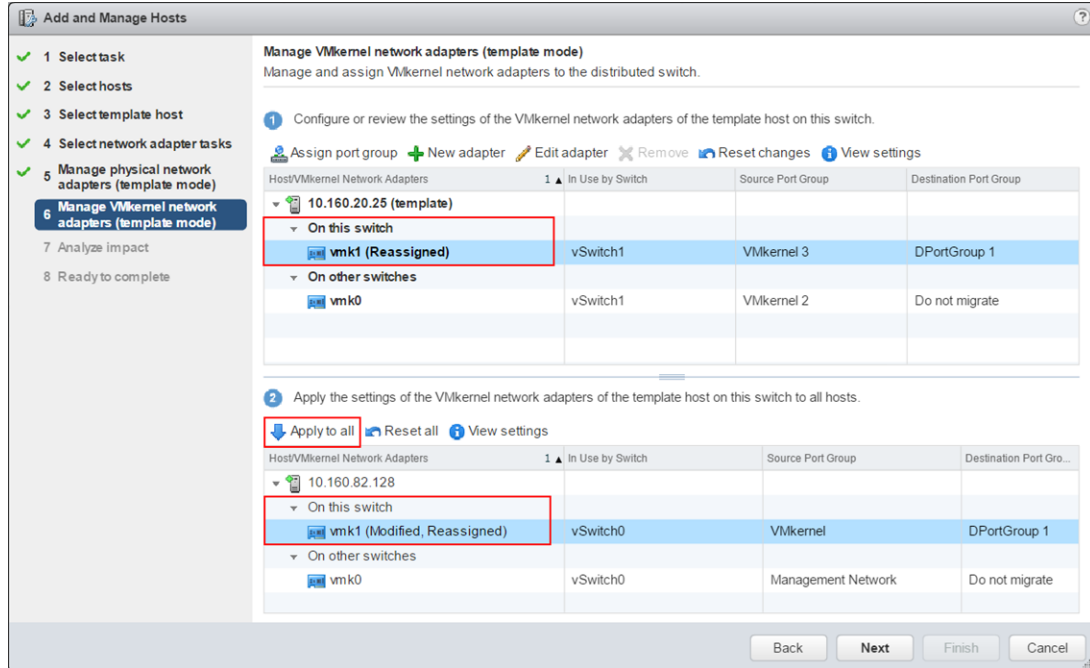 Add and Manage Hosts
?
1 Select task
2 Select hosts
3 Select template host
4 Select network adapter tasks
5 Manage physical network
adapters (template mode)
6 Manage VMkernel network
adapters (template mode)
7 Analyze impact
8 Ready to complete
Manage VMkernel network adapters (template mode)
Manage and assign VMkernel network adapters to the distributed switch.
1 Configure or review the settings of the VMkernel network adapters of the template host on this switch.
Assign port group New adapter Edit adapter Remove Reset changes View settings
Host/VMkernel Network Adapters 1 ▲ In Use by Switch Source Port Group Destination Port Group
10.160.20.25 (template)
On this switch
vmk1 (Reassigned) vSwitch1 VMkernel 3 DPortGroup 1
On other switches
vmk0 vSwitch1 VMkernel 2 Do not migrate
2 Apply the settings of the VMkernel network adapters of the template host on this switch to all hosts.
Apply to all Reset all View settings
Host/VMkernel Network Adapters 1 ▲ In Use by Switch Source Port Group Destination Port Gro...
10.160.82.128
On this switch
vmk1 (Modified, Reassigned) vSwitch0 VMkernel DPortGroup 1
On other switches
vmk0 vSwitch0 Management Network Do not migrate
Back Next Finish Cancel